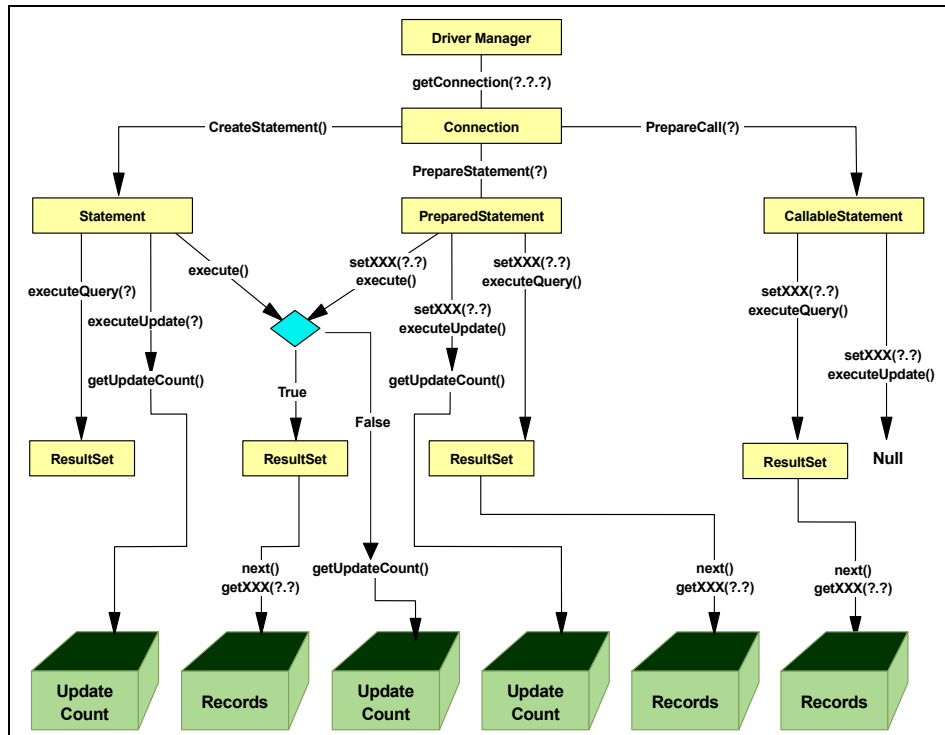 Driver Manager
getConnection(?.?.?)
CreateStatement()
Connection
PrepareCall(?)
PrepareStatement(?)
Statement
PreparedStatement
CallableStatement
execute()
setXXX(?.?)
execute()
setXXX(?.?)
executeQuery()
executeQuery(?)
setXXX(?.?)
executeUpdate()
setXXX(?.?)
executeQuery()
executeUpdate(?)
setXXX(?.?)
executeUpdate()
getUpdateCount()
True
getUpdateCount()
False
ResultSet
ResultSet
ResultSet
ResultSet
Null
next()
getXXX(?.?)
getUpdateCount()
next()
getXXX(?.?)
next()
getXXX(?.?)
Update
Count
Records
Update
Count
Update
Count
Records
Records